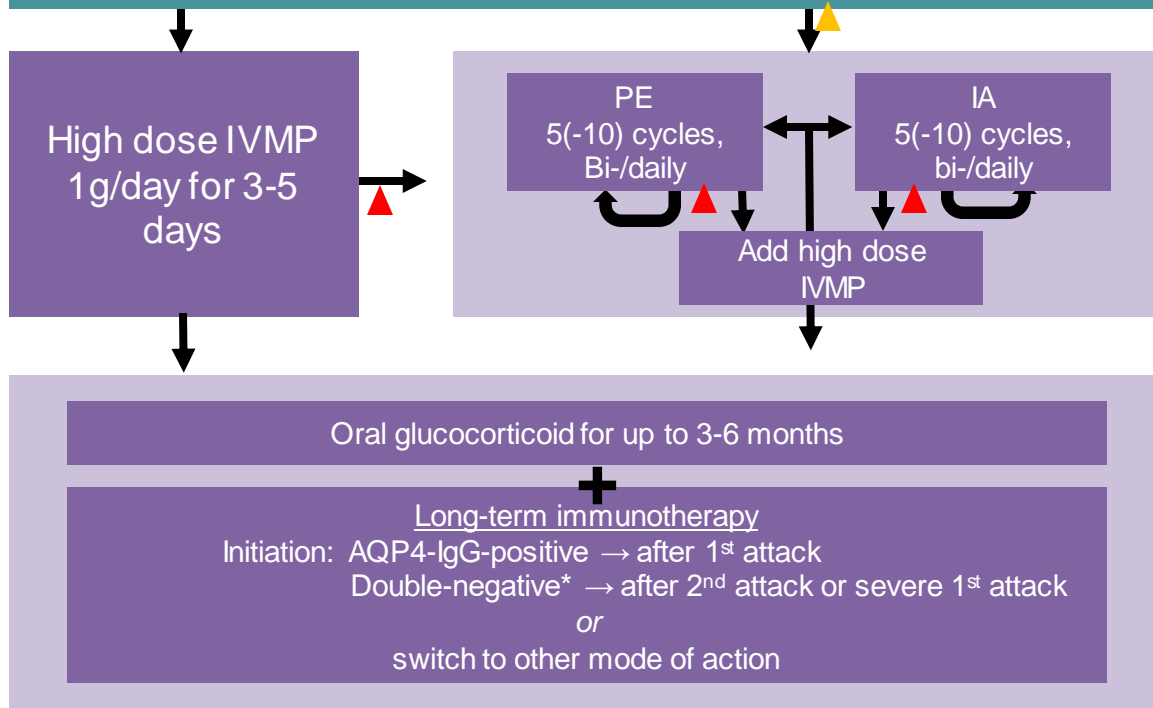 High dose IVMP
1g/day for 3-5
days
PE
5(-10) cycles,
Bi-/daily
IA
5(-10) cycles,
bi-/daily
Add high dose
IVMP
Oral glucocorticoid for up to 3-6 months
+
Long-term immunotherapy
Initiation: AQP4-IgG-positive → after 1st attack
Double-negative* → after 2nd attack or severe 1st attack
or
switch to other mode of action